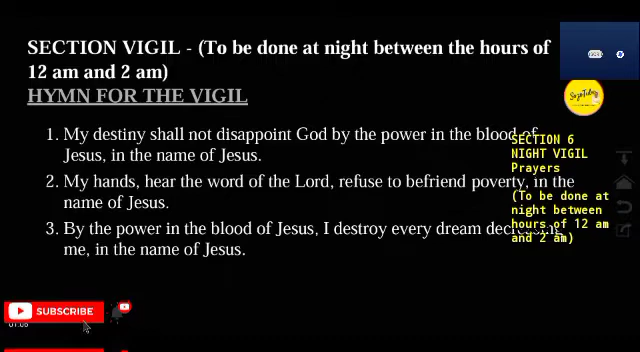 SECTION VIGIL - (To be done at night between the hours of
12 am and 2 am)
HYMN FOR THE VIGIL
1. My destiny shall not disappoint God by the power in the blood of
Jesus, in the name of Jesus.
2. My hands, hear the word of the Lord, refuse to befriend poverty, in the
name of Jesus.
3. By the power in the blood of Jesus, I destroy every dream
me, in the name of Jesus.
SECTION 6
NIGHT VIGIL
Prayers
(To be done at
night between
hours of 12 am
and 2 am)
SUBSCRIBE